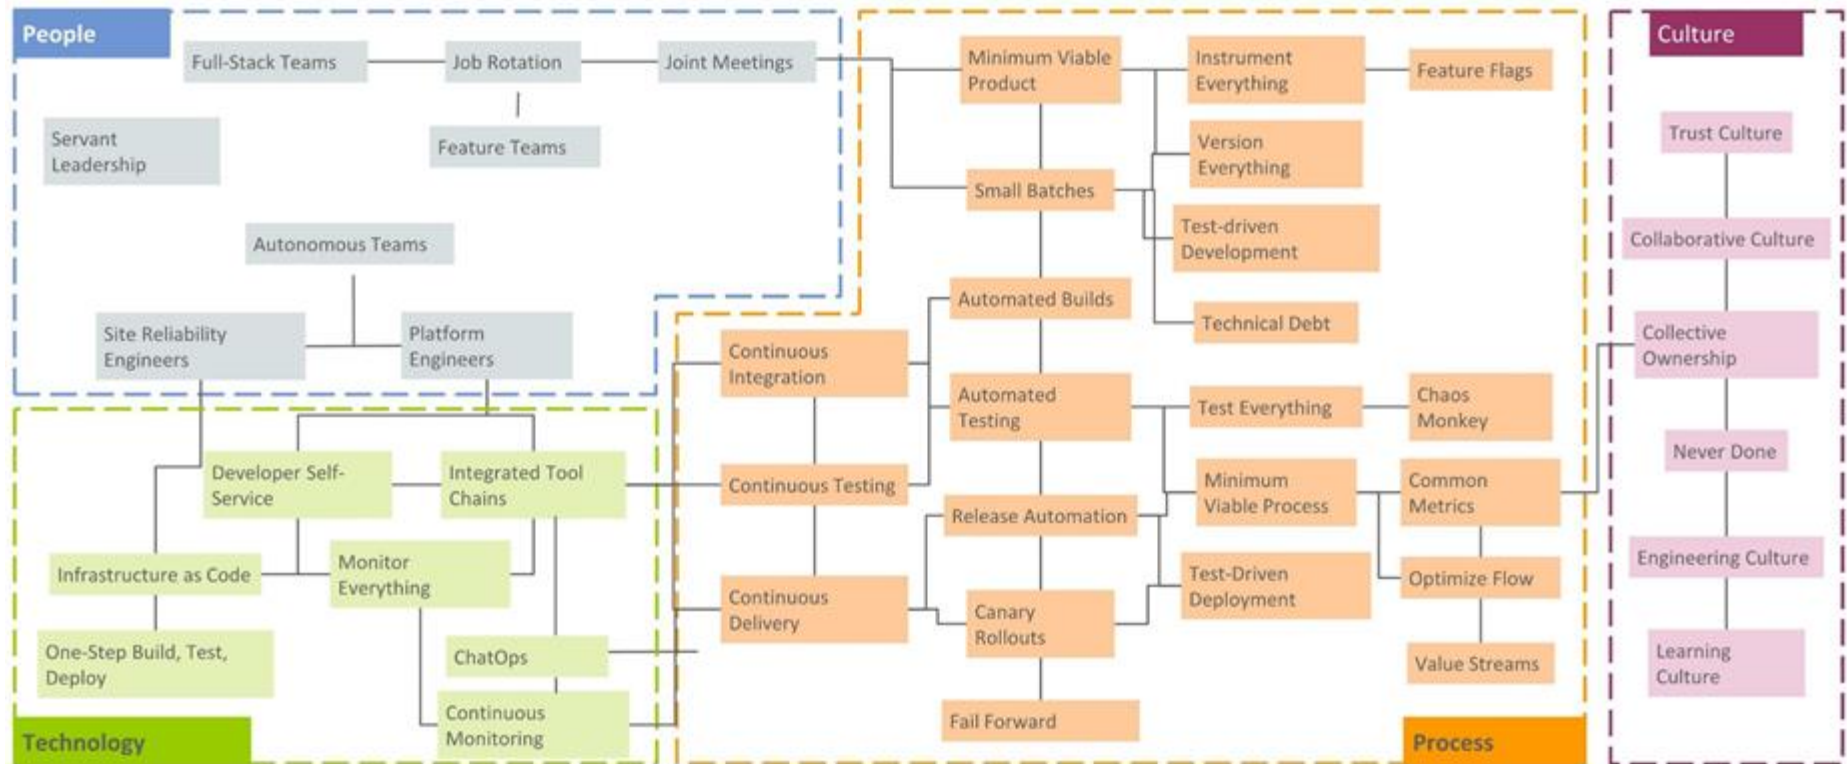 People
Full-Stack Teams
Job Rotation
Joint Meetings
Servant
Leadership
Feature Teams
Autonomous Teams
Site Reliability
Engineers
Platform
Engineers
Developer Self-
Service
Integrated Tool
Chains
Infrastructure as Code
Monitor
Everything
One-Step Build, Test,
Deploy
ChatOps
Continuous
Monitoring
Technology
Minimum Viable
Product
Instrument
Everything
Feature Flags
Version
Everything
Small Batches
Test-driven
Development
Automated Builds
Technical Debt
Continuous
Integration
Automated
Testing
Test Everything
Chaos
Monkey
Continuous Testing
Minimum
Viable Process
Common
Metrics
Release Automation
Continuous
Delivery
Canary
Rollouts
Test-Driven
Deployment
Optimize Flow
Value Streams
Fail Forward
Process
Culture
Trust Culture
Collaborative Culture
Collective
Ownership
Never Done
Engineering Culture
Learning
Culture